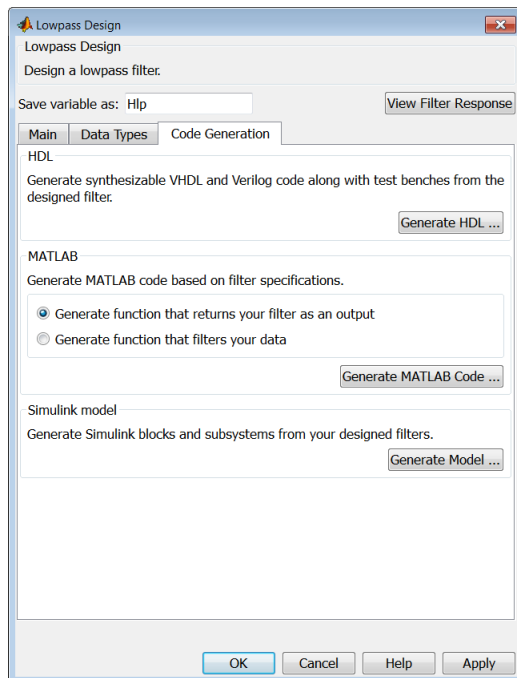 Lowpass Design
Lowpass Design
Design a lowpass filter.
Save variable as: Hlp View Filter Response
Main Data Types Code Generation
HDL
Generate synthesizable VHDL and Verilog code along with test benches from the
designed filter.
Generate HDL ...
MATLAB
Generate MATLAB code based on filter specifications.
Generate function that returns your filter as an output
Generate function that filters your data
Generate MATLAB Code ...
Simulink model
Generate Simulink blocks and subsystems from your designed filters.
Generate Model ...
OK Cancel Help Apply